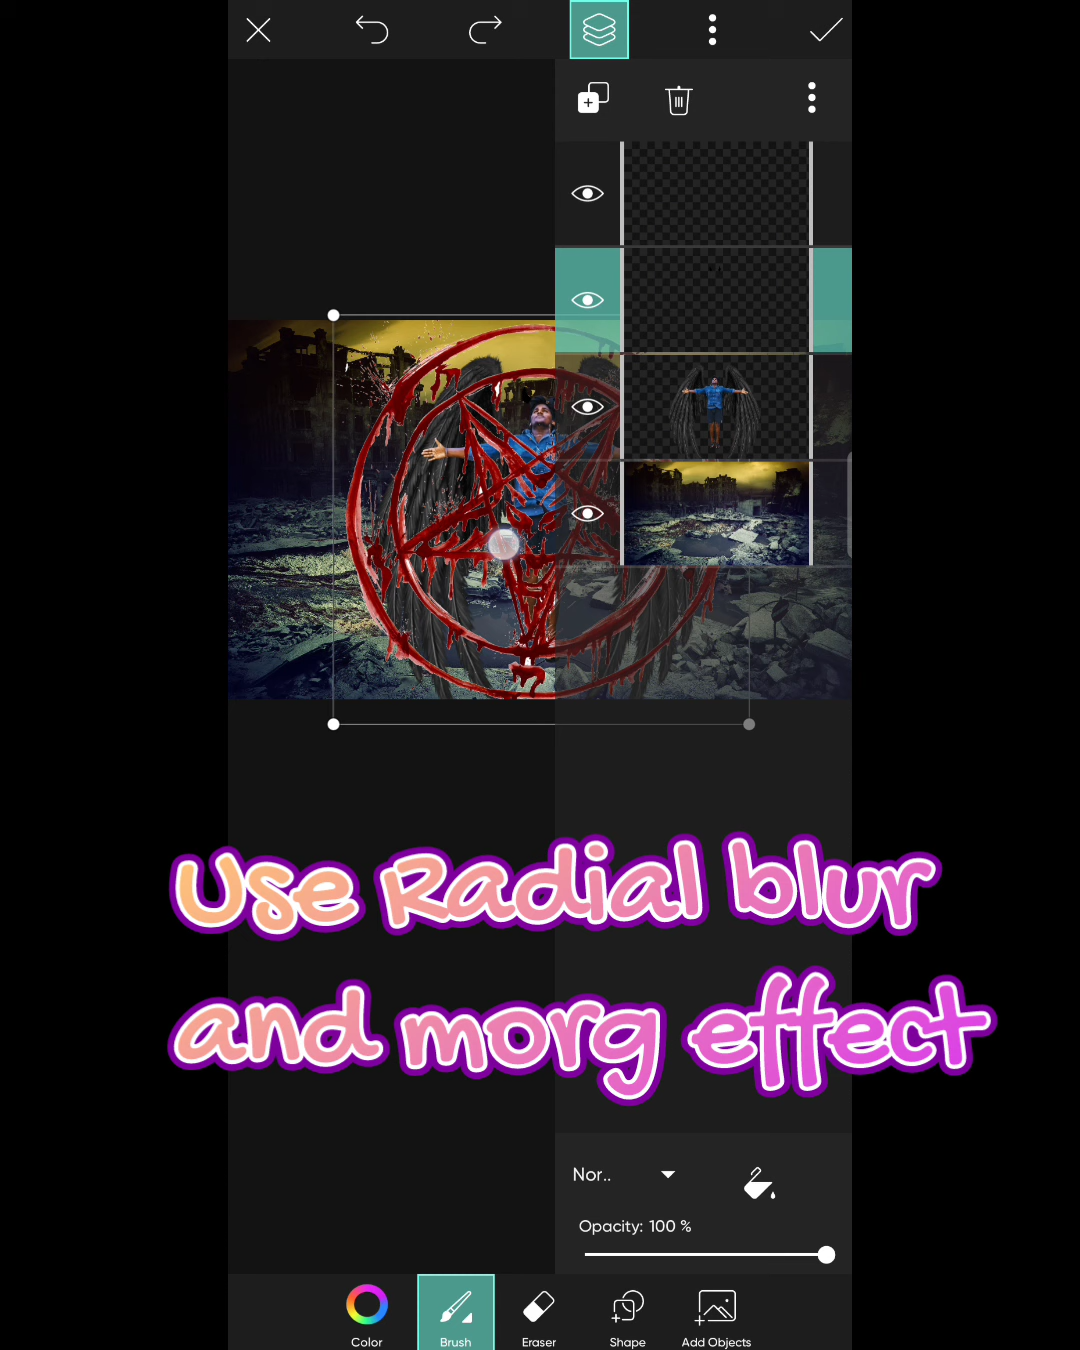 Use Radial blur
and morg effect
Nor..
Opacity: 100 %
Color
Brush
Eraser
Shape
Add Objects